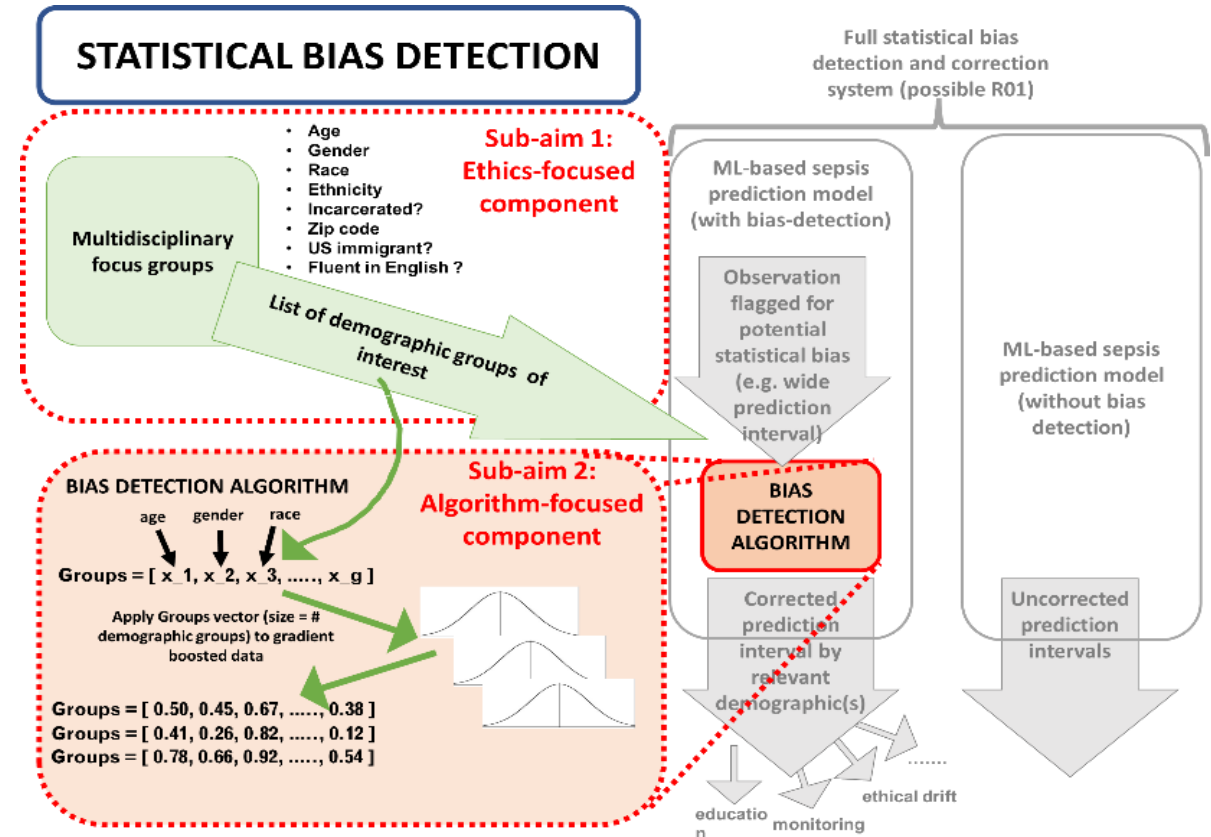 STATISTICAL BIAS DETECTION
• Age
• Gender
• Race
• Ethnicity
• Incarcerated?
• Zip code
• US immigrant?
• Fluent in English ?
Sub-aim 1:
Ethics-focused
component
Multidisciplinary
focus groups
List of demographic groups of
interest
Sub-aim 2:
Algorithm-focused
component
BIAS DETECTION ALGORITHM
age gender race
Groups = [ x_1, x_2, x_3, ....., x_g ]
Apply Groups vector (size = #
demographic groups) to gradient
boosted data
Groups = [ 0.50, 0.45, 0.67, ....., 0.38 ]
Groups = [ 0.41, 0.26, 0.82, ....., 0.12 ]
Groups = [ 0.78, 0.66, 0.92, ....., 0.54 ]
Full statistical bias
detection and correction
system (possible R01)
ML-based sepsis
prediction model
(with bias-detection)
Observation
flagged for
potential
statistical bias
(e.g. wide
prediction
interval)
BIAS
DETECTION
ALGORITHM
Corrected
prediction
interval by
relevant
demographic(s)
educatio
n
monitoring
ethical drift
.......
ML-based sepsis
prediction model
(without bias
detection)
Uncorrected
prediction
intervals